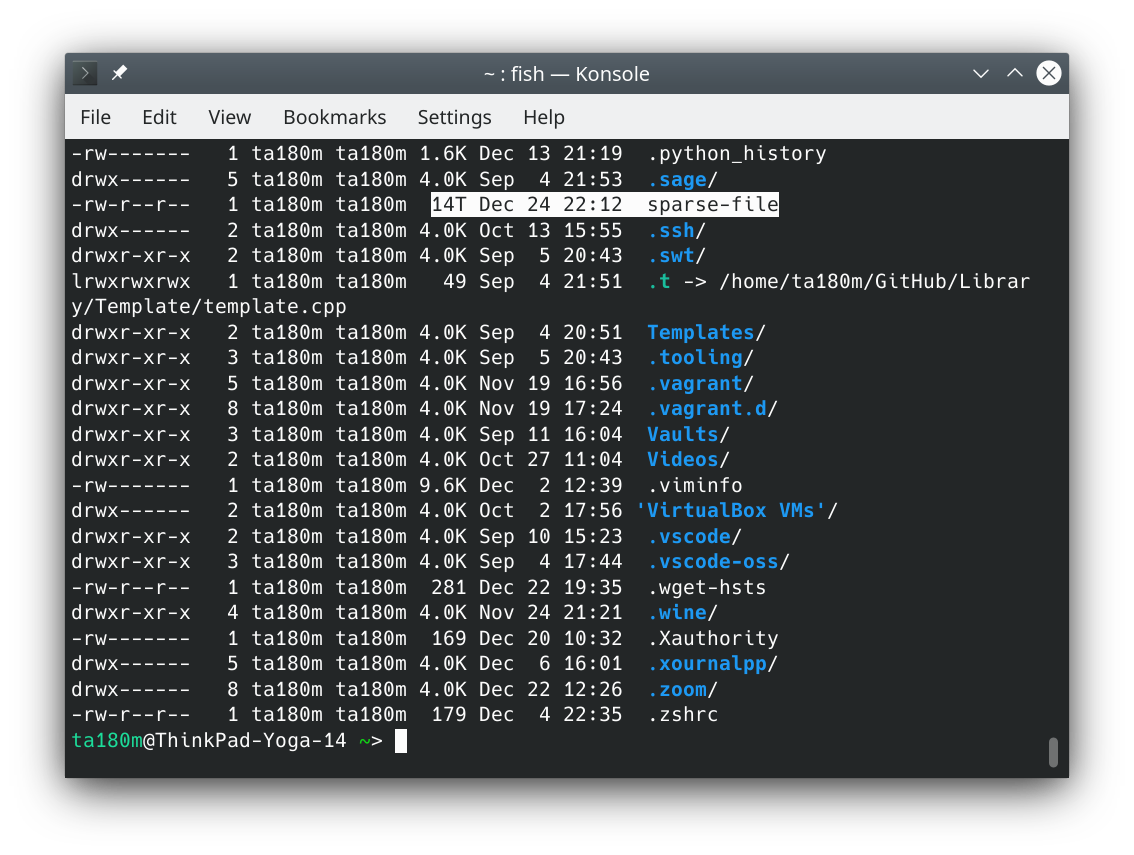 ~ : fish — Konsole
File Edit View Bookmarks Settings Help
-rw------- 1 ta180m ta180m 1.6K Dec 13 21:19 .python_history
drwx------ 5 ta180m ta180m 4.0K Sep 4 21:53 .sage/
-rw-r--r-- 1 ta180m ta180m 14T Dec 24 22:12 sparse-file
drwx------ 2 ta180m ta180m 4.0K Oct 13 15:55 .ssh/
drwxr-xr-x 2 ta180m ta180m 4.0K Sep 5 20:43 .swt/
lrwxrwxrwx 1 ta180m ta180m 49 Sep 4 21:51 .t -> /home/ta180m/GitHub/Librar
y/Template/template.cpp
drwxr-xr-x 2 ta180m ta180m 4.0K Sep 4 20:51 Templates/
drwxr-xr-x 3 ta180m ta180m 4.0K Sep 5 20:43 .tooling/
drwxr-xr-x 5 ta180m ta180m 4.0K Nov 19 16:56 .vagrant/
drwxr-xr-x 8 ta180m ta180m 4.0K Nov 19 17:24 .vagrant.d/
drwxr-xr-x 3 ta180m ta180m 4.0K Sep 11 16:04 Vaults/
drwxr-xr-x 2 ta180m ta180m 4.0K Oct 27 11:04 Videos/
-rw------- 1 ta180m ta180m 9.6K Dec 2 12:39 .viminfo
drwx------ 2 ta180m ta180m 4.0K Oct 2 17:56 'VirtualBox VMs'/
drwxr-xr-x 2 ta180m ta180m 4.0K Sep 10 15:23 .vscode/
drwxr-xr-x 3 ta180m ta180m 4.0K Sep 4 17:44 .vscode-oss/
-rw-r--r-- 1 ta180m ta180m 281 Dec 22 19:35 .wget-hsts
drwxr-xr-x 4 ta180m ta180m 4.0K Nov 24 21:21 .wine/
-rw------- 1 ta180m ta180m 169 Dec 20 10:32 .Xauthority
drwx------ 5 ta180m ta180m 4.0K Dec 6 16:01 .xournalpp/
drwx------ 8 ta180m ta180m 4.0K Dec 22 12:26 .zoom/
-rw-r--r-- 1 ta180m ta180m 179 Dec 4 22:35 .zshrc
ta180m@ThinkPad-Yoga-14 ~>